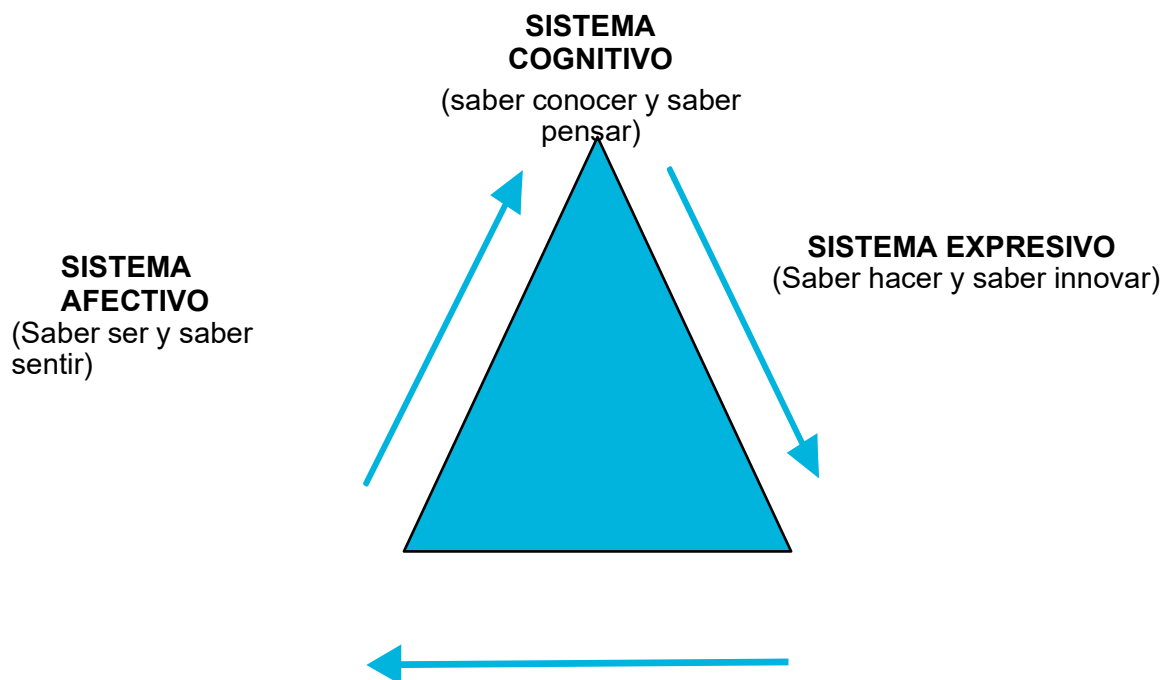 SISTEMA
COGNITIVO
(saber conocer y saber
pensar)
SISTEMA
AFECTIVO
(Saber ser y saber
sentir)
SISTEMA EXPRESIVO
(Saber hacer y saber innovar)